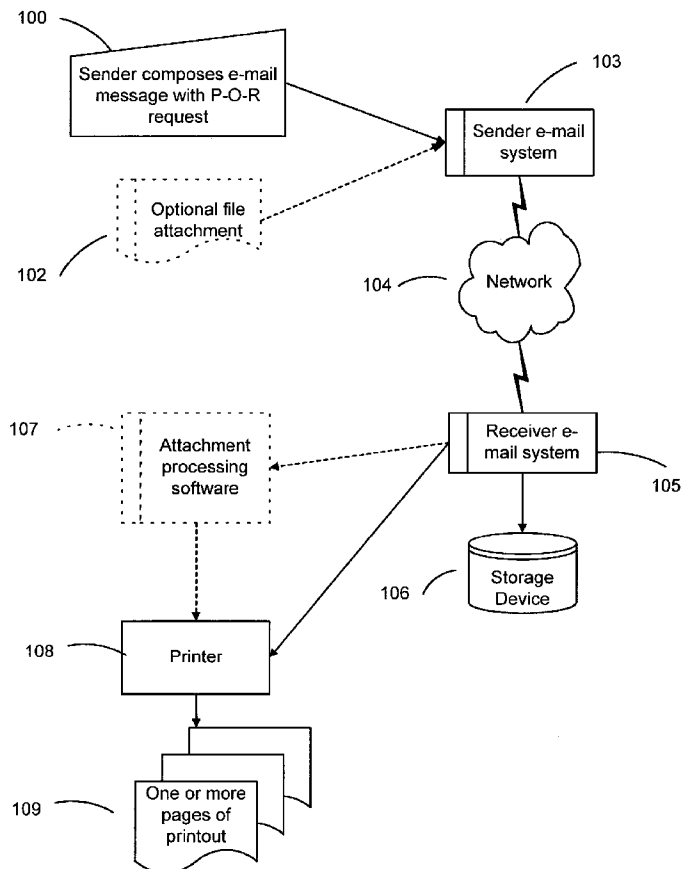 100
Sender composes e-mail
message with P-O-R
request
103
Sender e-mail
system
Optional file
attachment
102
104
Network
107
Attachment
processing
software
Receiver e-
mail system
105
106
Storage
Device
108
Printer
109
One or more
pages of
printout